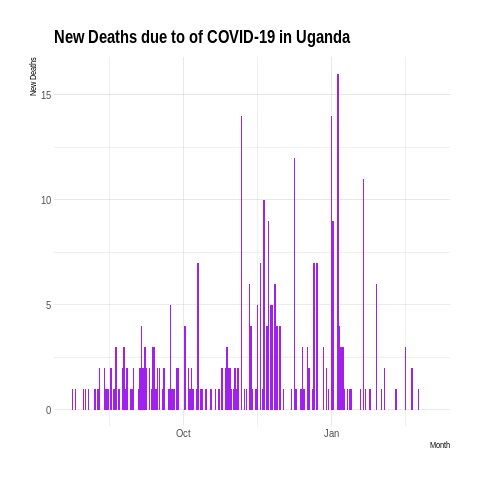 New Deaths due to of COVID-19 in Uganda
New Deaths
15
10
5
0
Oct Jan
Month